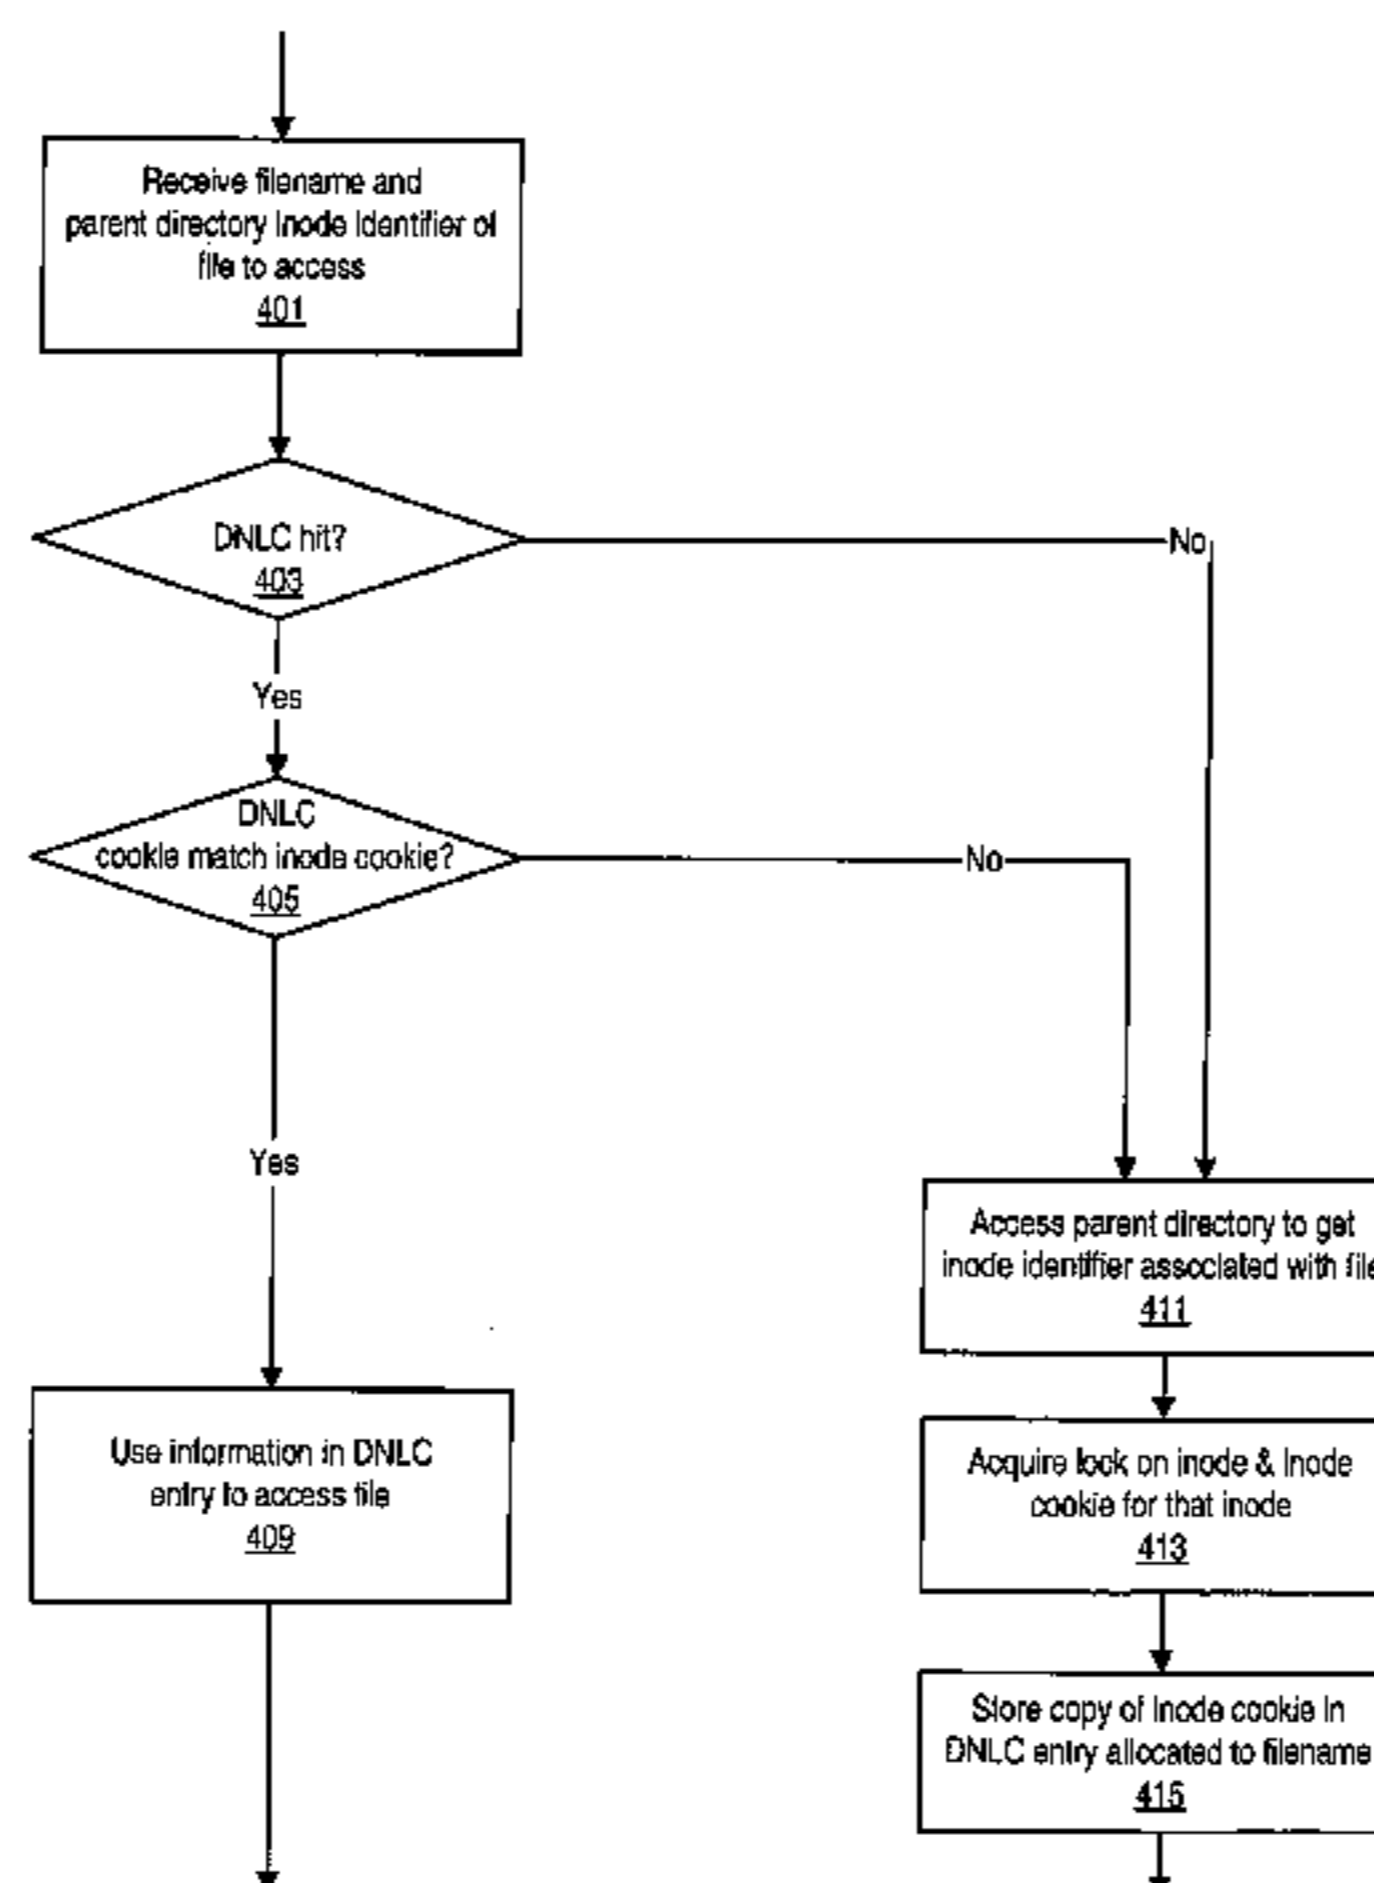 Receive filename and
parent directory inode identifier of
file to access
401
DNLC hit?
403
No
Yes
DNLC
cookie match inode cookie?
405
No
Yes
Access parent directory to get
inode identifier associated with file
411
Use information in DNLC
entry to access file
409
Acquire lock on inode & inode
cookie for that inode
413
Store copy of inode cookie in
DNLC entry allocated to filename
415